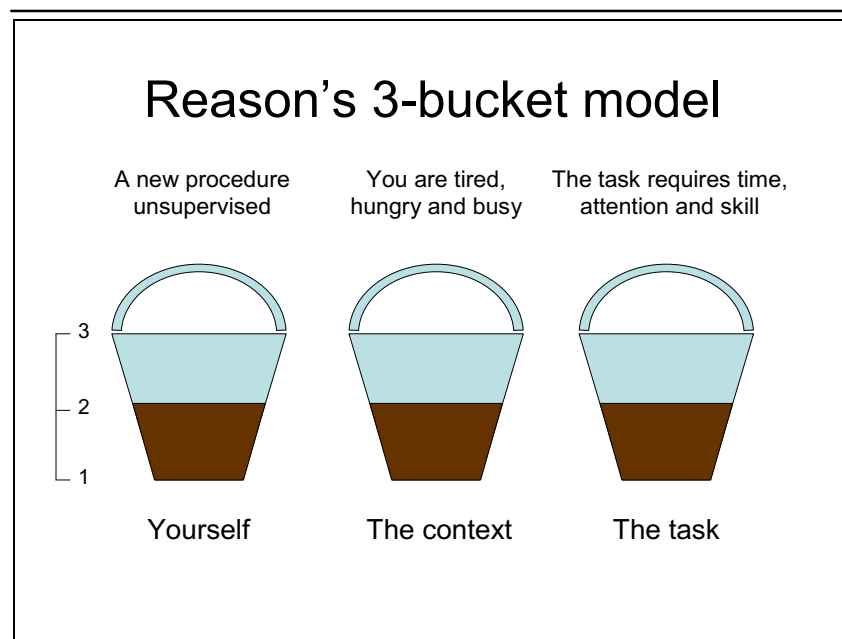 Reason’s 3-bucket model
A new procedure
unsupervised
You are tired,
hungry and busy
The task requires time,
attention and skill
3
2
1
Yourself
The context
The task